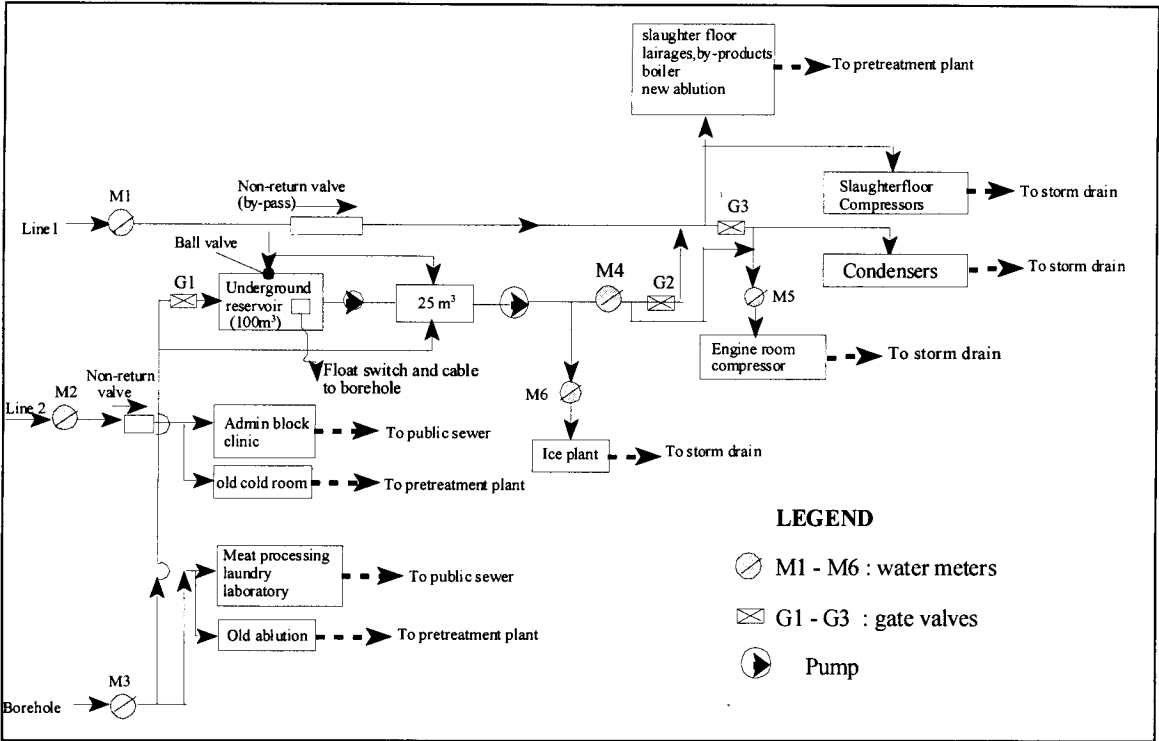 slaughter floor
lairages,by-products
boiler
new ablution
To pretreatment plant
M1
Non-return valve
(by-pass)
Slaughterfloor
Compressors
To storm drain
G3
Line1
Ball valve
G1
Underground
reservoir
(100m³)
25 m³
M4
G2
Condensers
To storm drain
M5
Engine room
compressor
To storm drain
Float switch and cable
to borehole
M2
Non-return
valve
M6
Line 2
Admin block
clinic
To public sewer
Ice plant
To storm drain
old cold room
To pretreatment plant
LEGEND
Meat processing
laundry
laboratory
To public sewer
M1 - M6 : water meters
G1 - G3 : gate valves
Old ablution
To pretreatment plant
Pump
M3
Borehole